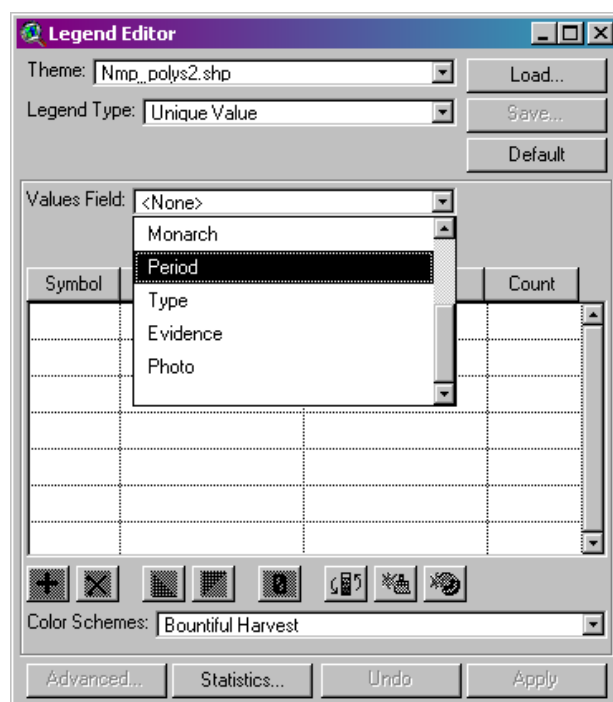 Legend Editor
Theme: Nmp_polys2.shp
Load...
Legend Type: Unique Value
Save...
Default
Values Field: <None>
Monarch
Period
Type
Evidence
Photo
Symbol
Count
Color Schemes: Bountiful Harvest
Advanced...
Statistics...
Undo
Apply